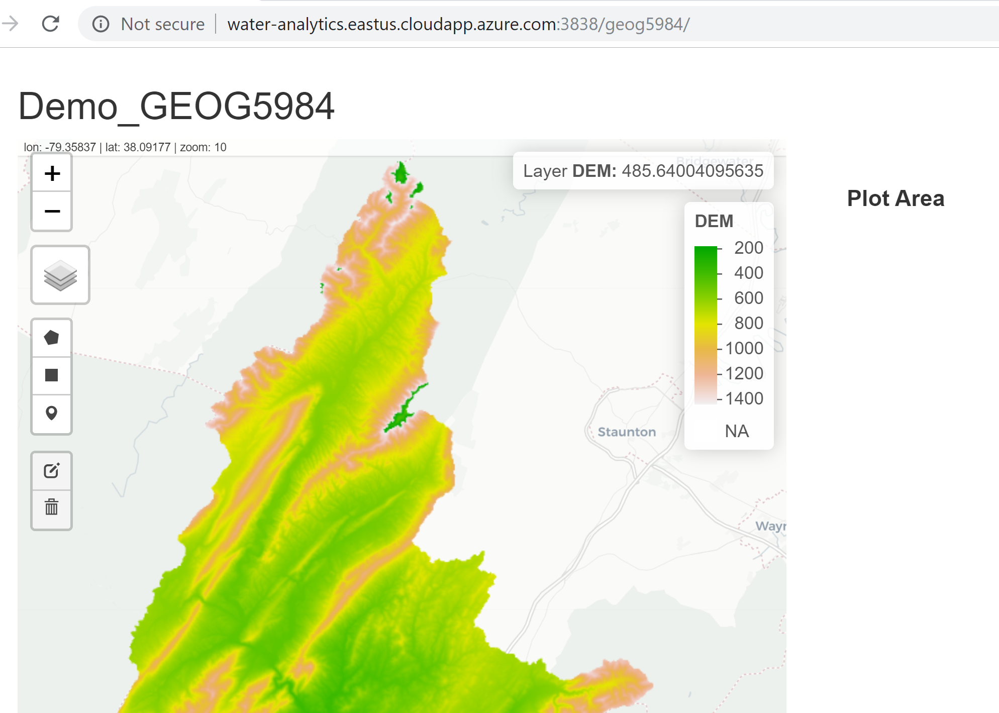 Not secure water-analytics.eastus.cloudapp.azure.com:3838/geog5984/
Demo_GEOG5984
lon: -79.35837 | lat: 38.09177 | zoom: 10
+
−
Bridgewater
Layer DEM: 485.64004095635
Plot Area
DEM
200
400
600
800
1000
1200
1400
NA
Staunton
Wayn